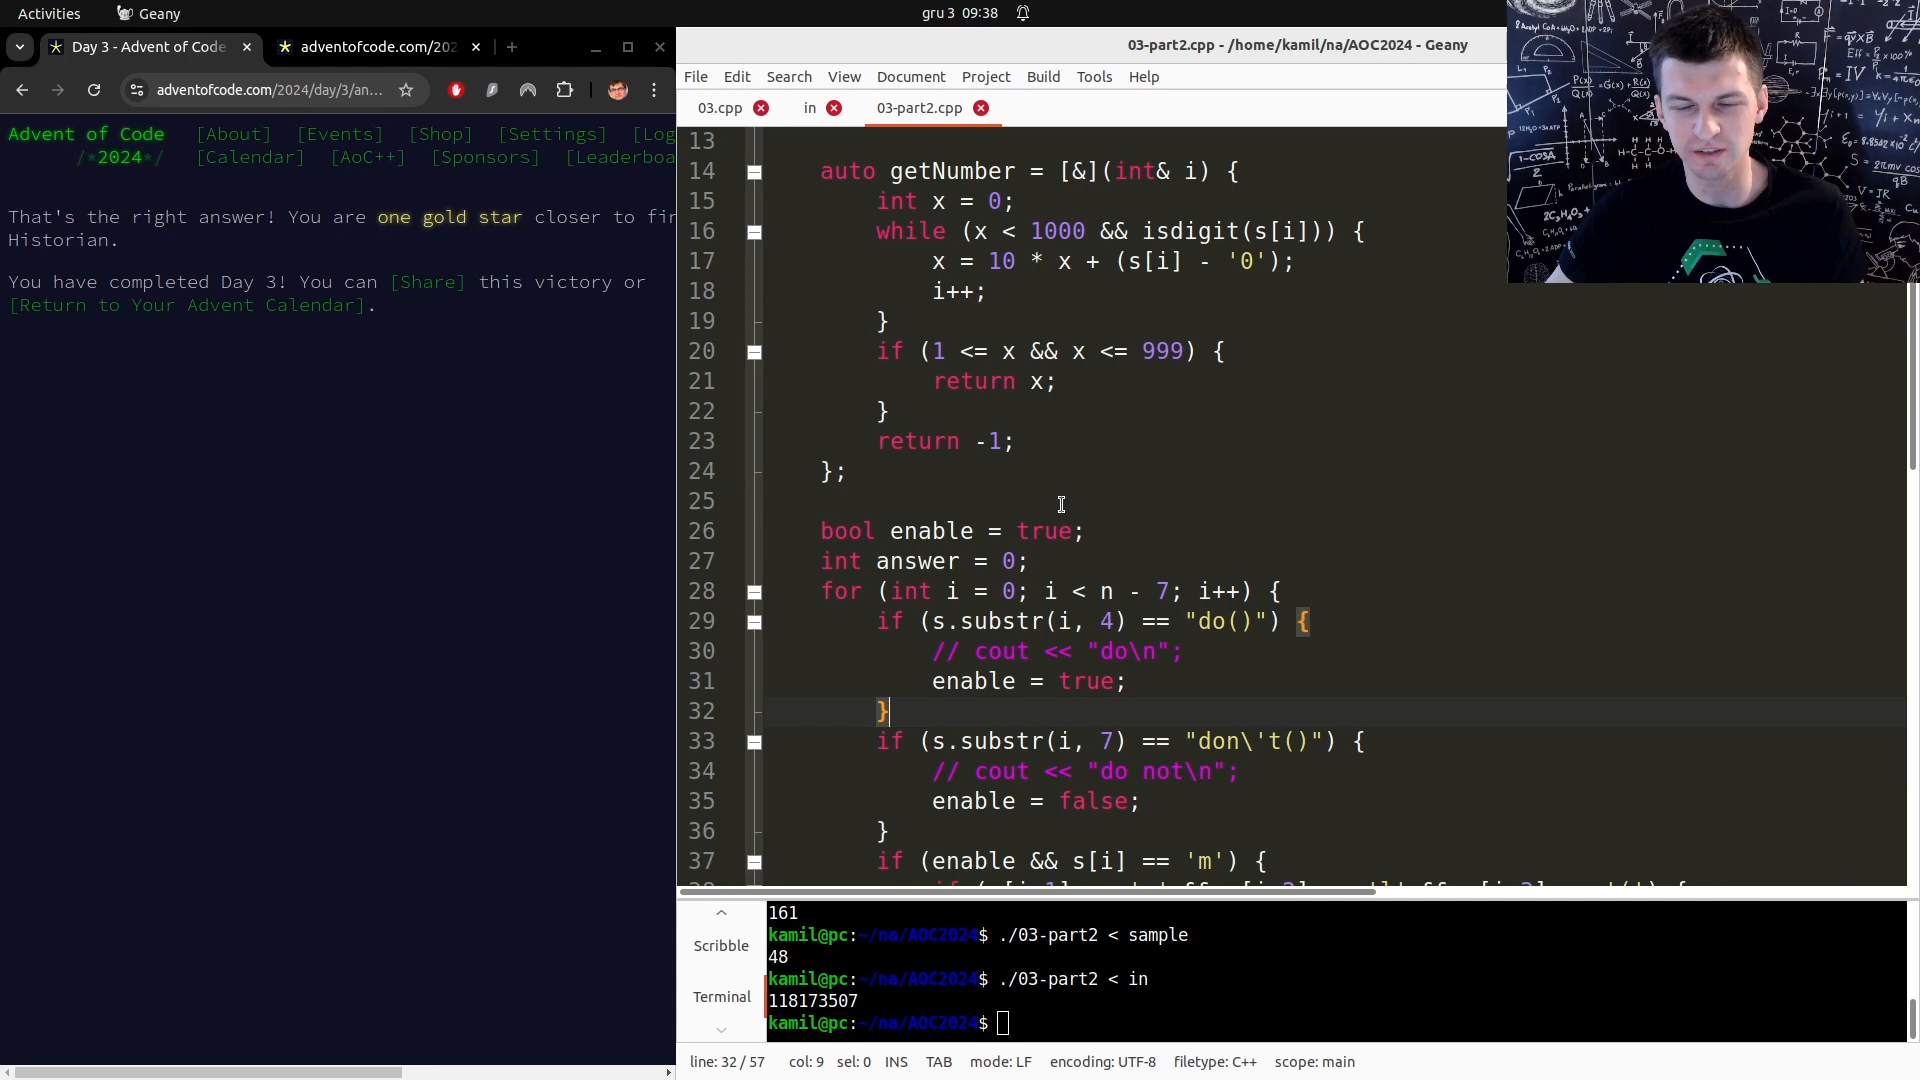 Activities
Geany
gru 3 09:38
Day 3 - Advent of Code
adventofcode.com/202
adventofcode.com/2024/day/3/an...
Advent of Code [About] [Events] [Shop] [Settings] [Log
/*2024*/ [Calendar] [AoC++] [Sponsors] [Leaderboa
That's the right answer! You are one gold star closer to fin
Historian.
You have completed Day 3! You can [Share] this victory or
[Return to Your Advent Calendar].
03-part2.cpp - /home/kamil/na/AOC2024 - Geany
File Edit Search View Document Project Build Tools Help
03.cpp in 03-part2.cpp
13
14 auto getNumber = [&](int& i) {
15 int x = 0;
16 while (x < 1000 && isdigit(s[i])) {
17 x = 10 * x + (s[i] - '0');
18 i++;
19 }
20 if (1 <= x && x <= 999) {
21 return x;
22 }
23 return -1;
24 };
25
26 bool enable = true;
27 int answer = 0;
28 for (int i = 0; i < n - 7; i++) {
29 if (s.substr(i, 4) == "do()") {
30 // cout << "do\n";
31 enable = true;
32 }
33 if (s.substr(i, 7) == "don\'t()") {
34 // cout << "do not\n";
35 enable = false;
36 }
37 if (enable && s[i] == 'm') {
Scribble
Terminal
161
kamil@pc:~/na/AOC2024$ ./03-part2 < sample
48
kamil@pc:~/na/AOC2024$ ./03-part2 < in
118173507
kamil@pc:~/na/AOC2024$
line: 32 / 57 col: 9 sel: 0 INS TAB mode: LF encoding: UTF-8 filetype: C++ scope: main